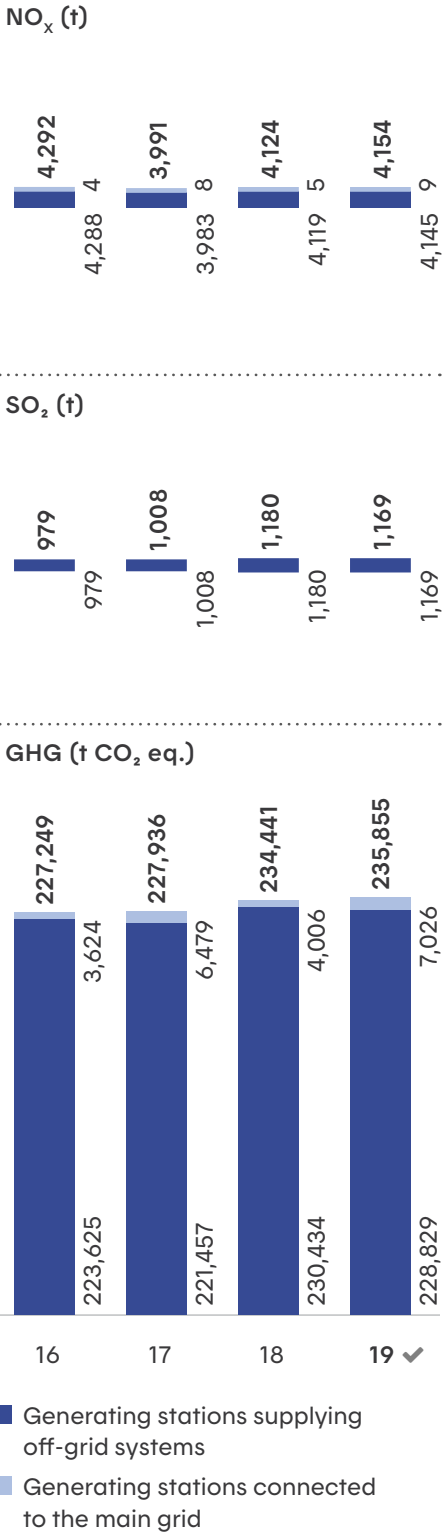 NOₓ (t)
4,292 3,991 4,124 4,154
4 8 5 9
4,288 3,983 4,119 4,145
SO₂ (t)
979 1,008 1,180 1,169
979 1,008 1,180 1,169
GHG (t CO₂ eq.)
227,249 227,936 234,441 235,855
3,624 6,479 4,006 7,026
223,625 221,457 230,434 228,829
16 17 18 19 ✔
Generating stations supplying
off-grid systems
Generating stations connected
to the main grid